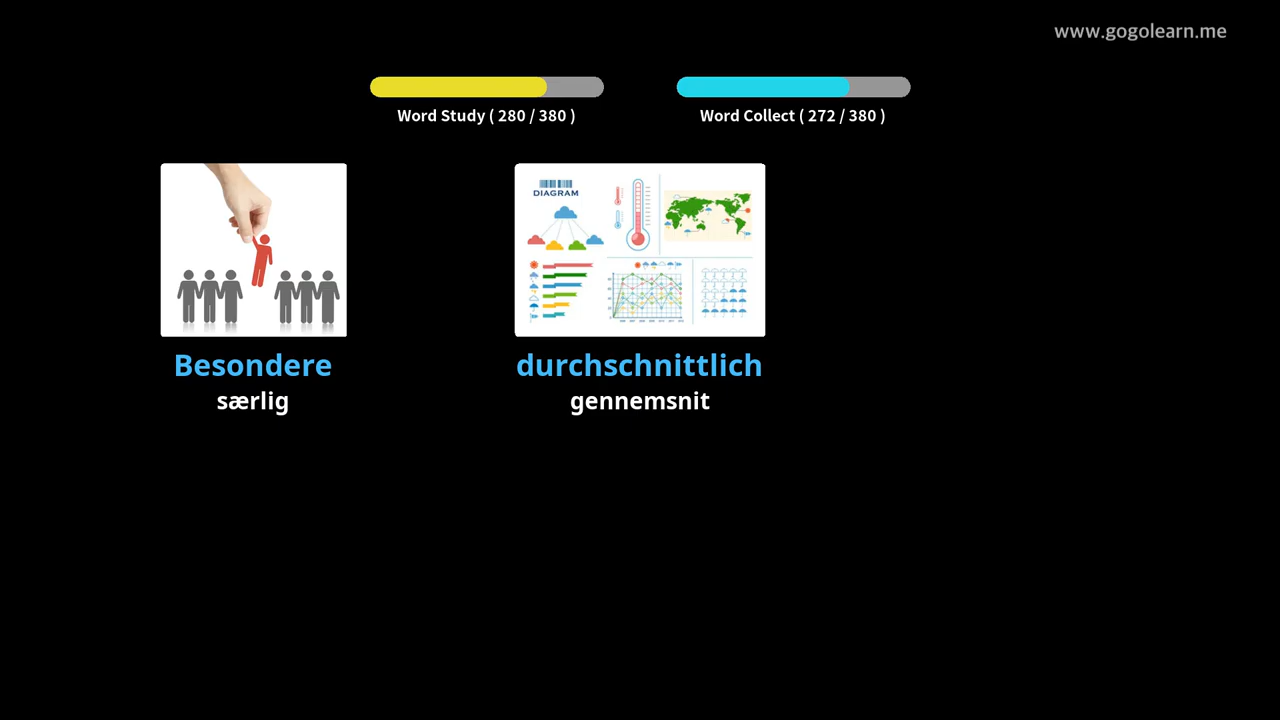 www.gogolearn.me
Word Study ( 280 / 380 )
Word Collect ( 272 / 380 )
DIAGRAM
Besondere
særlig
durchschnittlich
gennemsnit